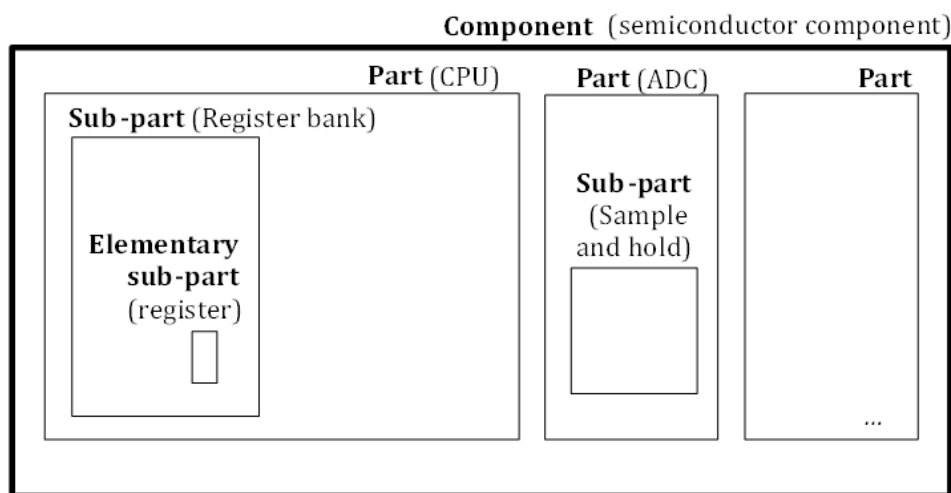 Component (semiconductor component)
Part (CPU)
Part (ADC)
Part
Sub-part (Register bank)
Elementary
sub-part
(register)
Sub-part
(Sample
and hold)
...